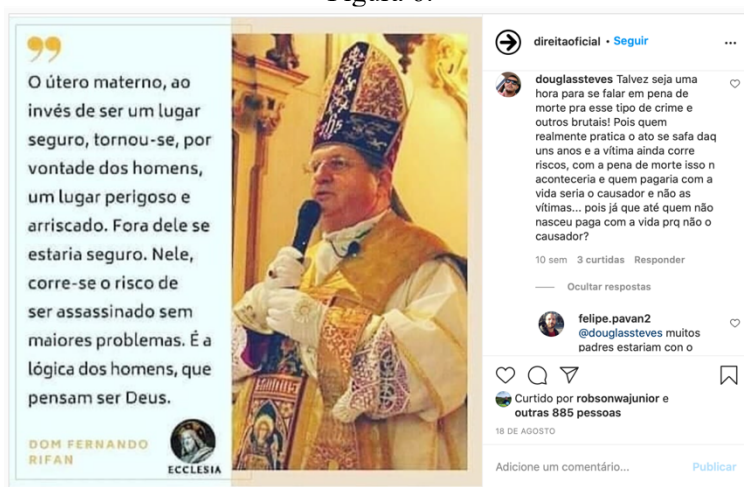 Figura 6:
”
O útero materno, ao
invés de ser um lugar
seguro, tornou-se, por
vontade dos homens,
um lugar perigoso e
arriscado. Fora dele se
estaria seguro. Nele,
corre-se o risco de
ser assassinado sem
maiores problemas. É a
lógica dos homens, que
pensam ser Deus.
DOM FERNANDO
RIFAN
ECCLESIA
direitaoficial • Seguir
...
douglassteves Talvez seja uma
hora para se falar em pena de
morte pra esse tipo de crime e
outros brutais! Pois quem
realmente pratica o ato se safa daq
uns anos e a vítima ainda corre
riscos, com a pena de morte isso n
aconteceria e quem pagaria com a
vida seria o causador e não as
vítimas... pois já que até quem não
nasceu paga com a vida prq não o
causador?
10 sem 3 curtidas Responder
Ocultar respostas
felipe.pavan2
@douglassteves muitos
padres estariam con o
Curtido por robsonwajunior e
outras 885 pessoas
18 DE AGOSTO
Adicione um comentário... Publicar